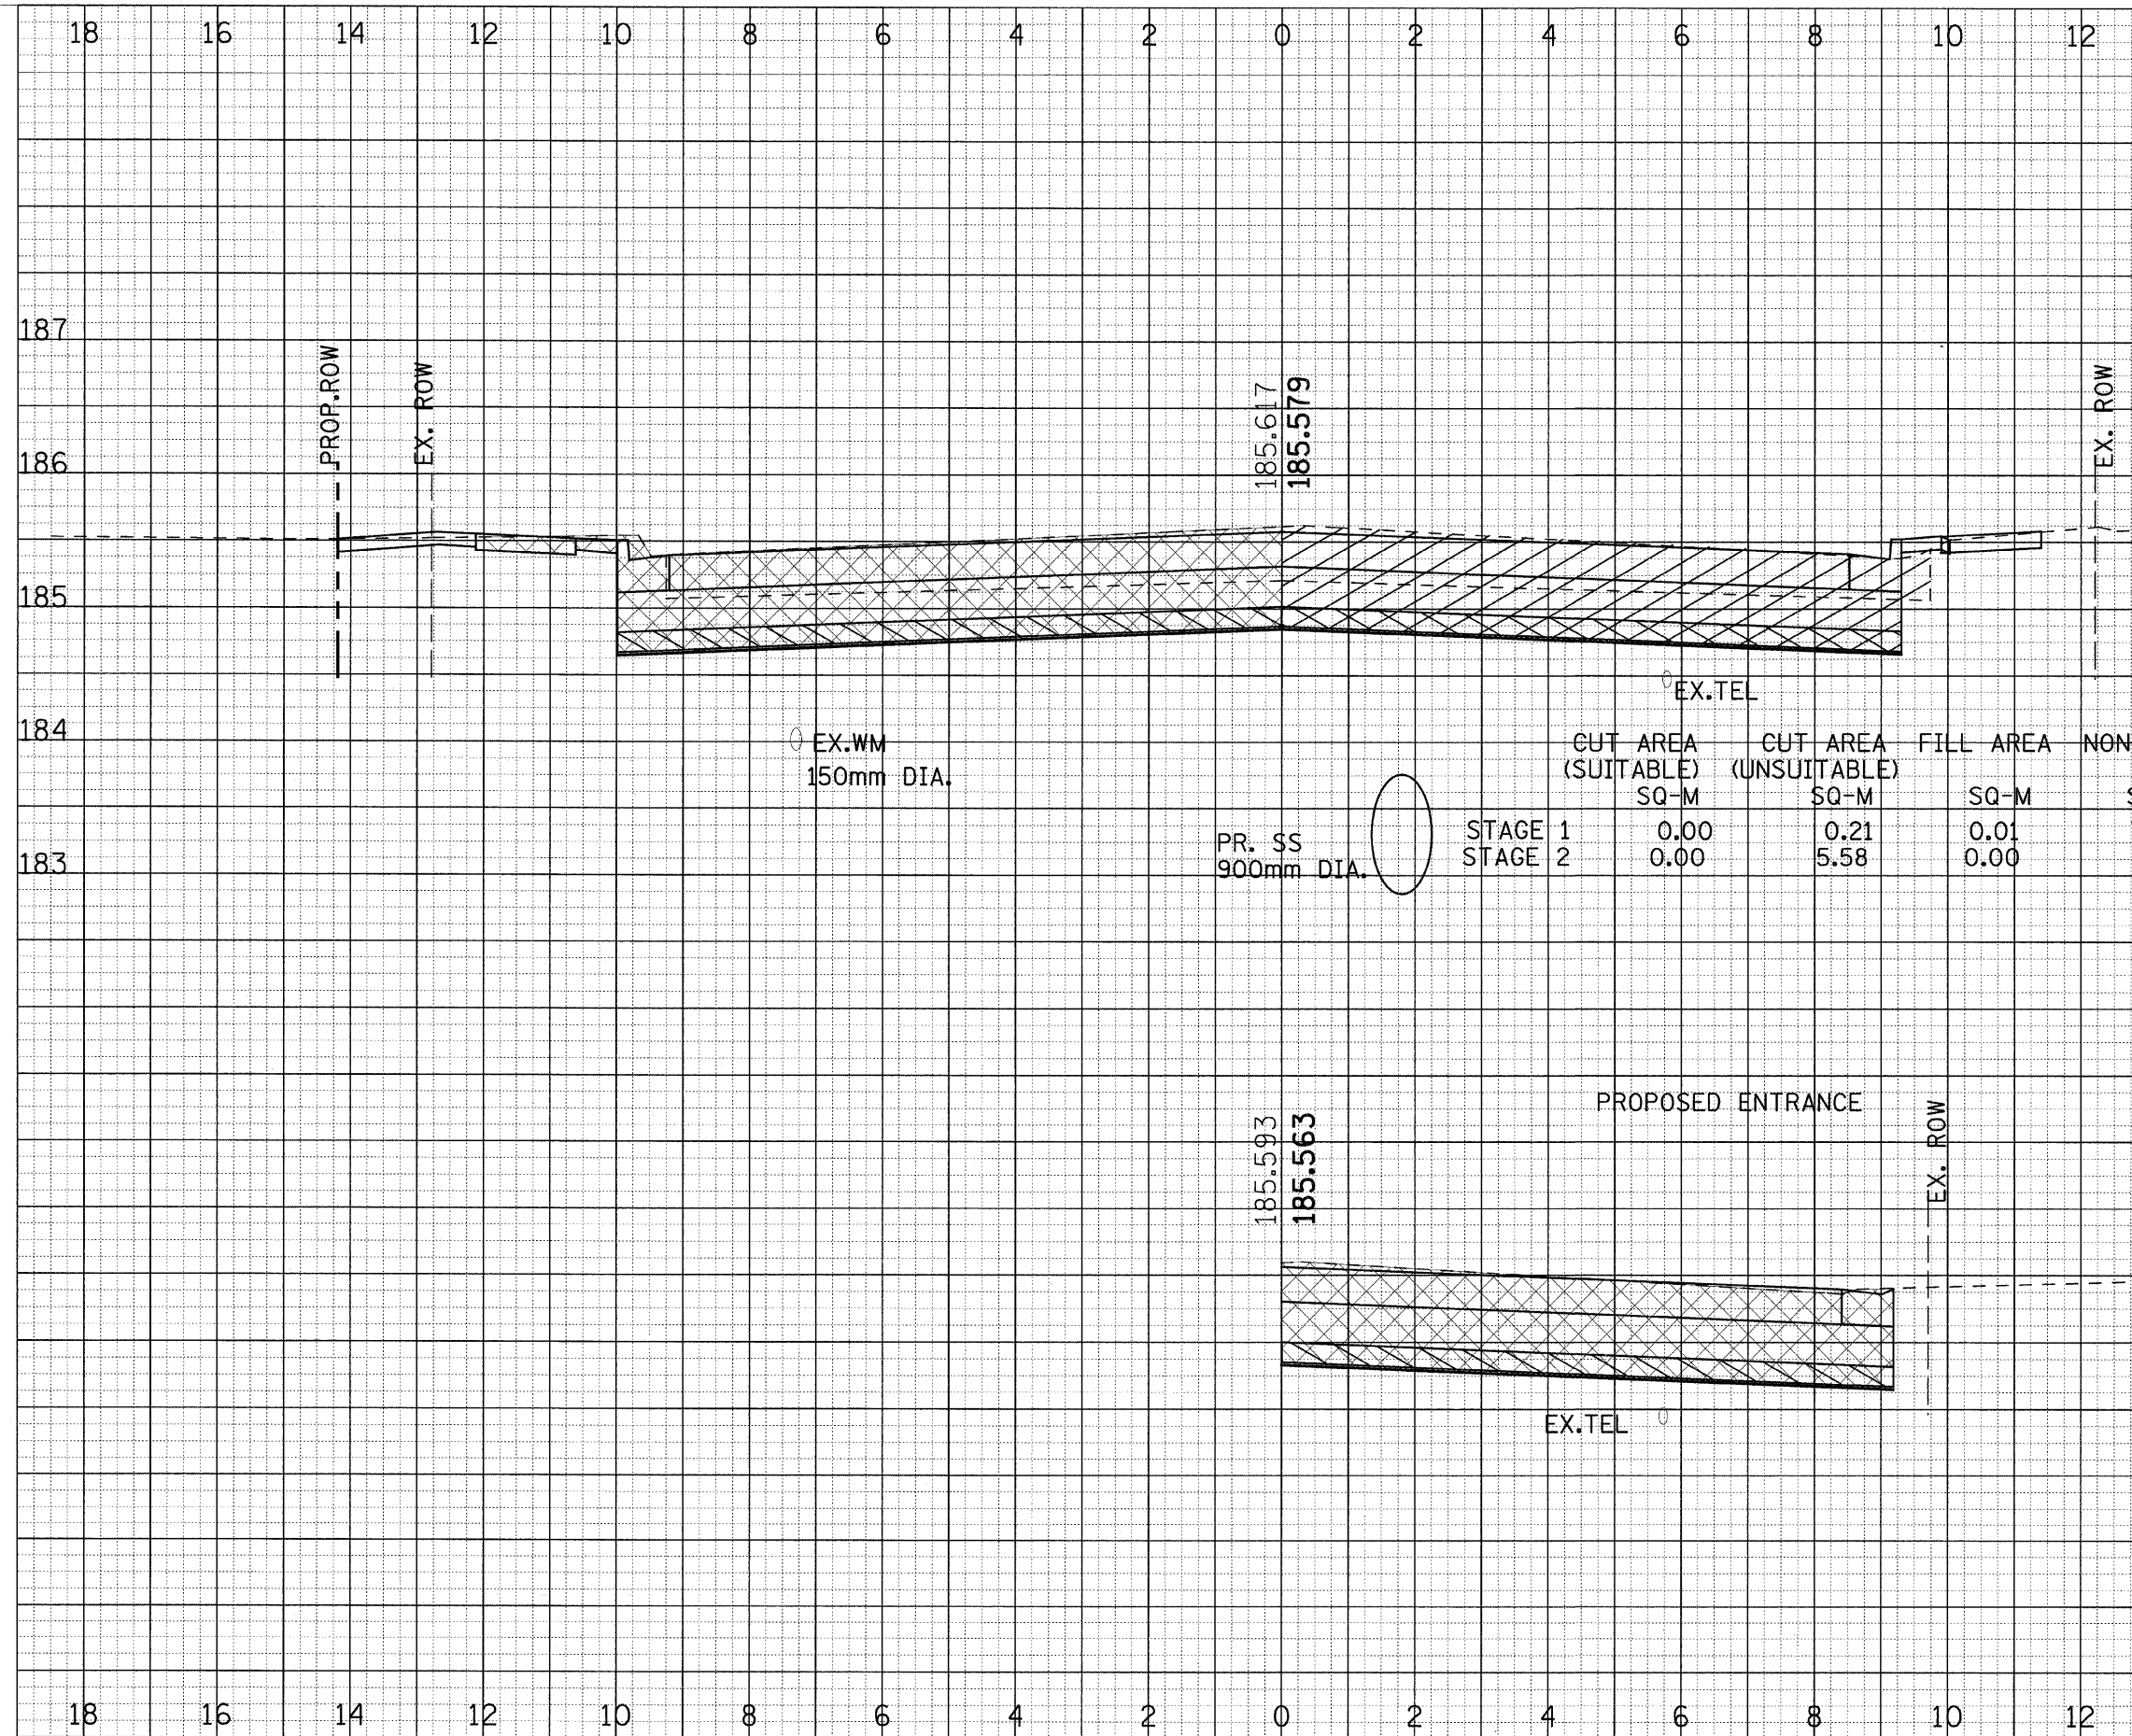 18 16 14 12 10 8 6 4 2 0 2 4 6 8 10 12
187
PROP.ROW
EX. ROW
185.617
185.579
EX. ROW
186
185
EX.TEL
184
EX.WM
150mm DIA.
CUT AREA CUT AREA FILL AREA NON
(SUITABLE) (UNSUITABLE)
SQ-M SQ-M SQ-M S
STAGE 1 0.00 0.21 0.01
STAGE 2 0.00 5.58 0.00
PR. SS
900mm DIA.
183
PROPOSED ENTRANCE
185.593
185.563
EX. ROW
EX.TEL
18 16 14 12 10 8 6 4 2 0 2 4 6 8 10 12